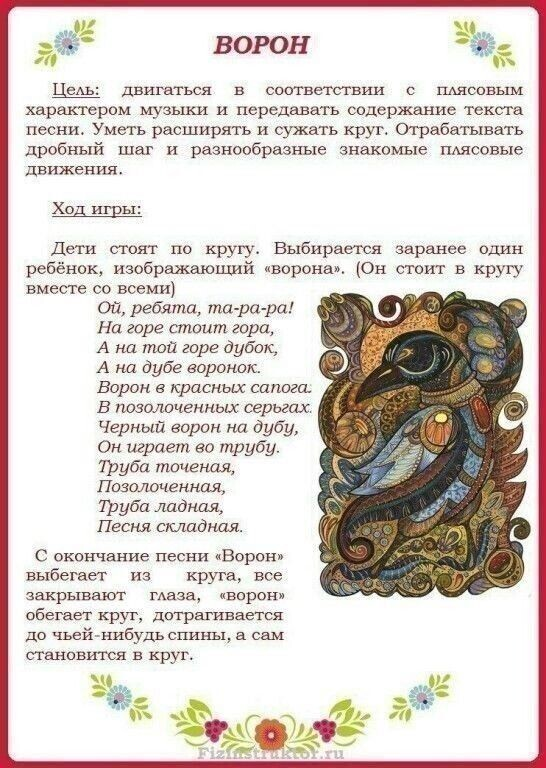 ВОРОН
Цель: двигаться в соответствии с плясовым
характером музыки и передавать содержание текста
песни. Уметь расширять и сужать круг. Отрабатывать
дробный шаг и разнообразные знакомые плясовые
движения.
Ход игры:
Дети стоят по кругу. Выбирается заранее один
ребёнок, изображающий «ворона». (Он стоит в кругу
вместе со всеми)
Ой, ребята, та-ра-ра!
На горе стоит гора,
А на той горе дубок,
А на дубе воронок.
Ворон в красных сапога
В позолоченных серьгах
Черный ворон на дубу,
Он играет во трубу.
Труба точеная,
Позолоченная,
Труба ладная,
Песня складная.
С окончание песни «Ворон»
выбегает из круга, все
закрывают глаза, «ворон»
обегает круг, дотрагивается
до чьей-нибудь спины, а сам
становится в круг.
Fizinstruktor.ru